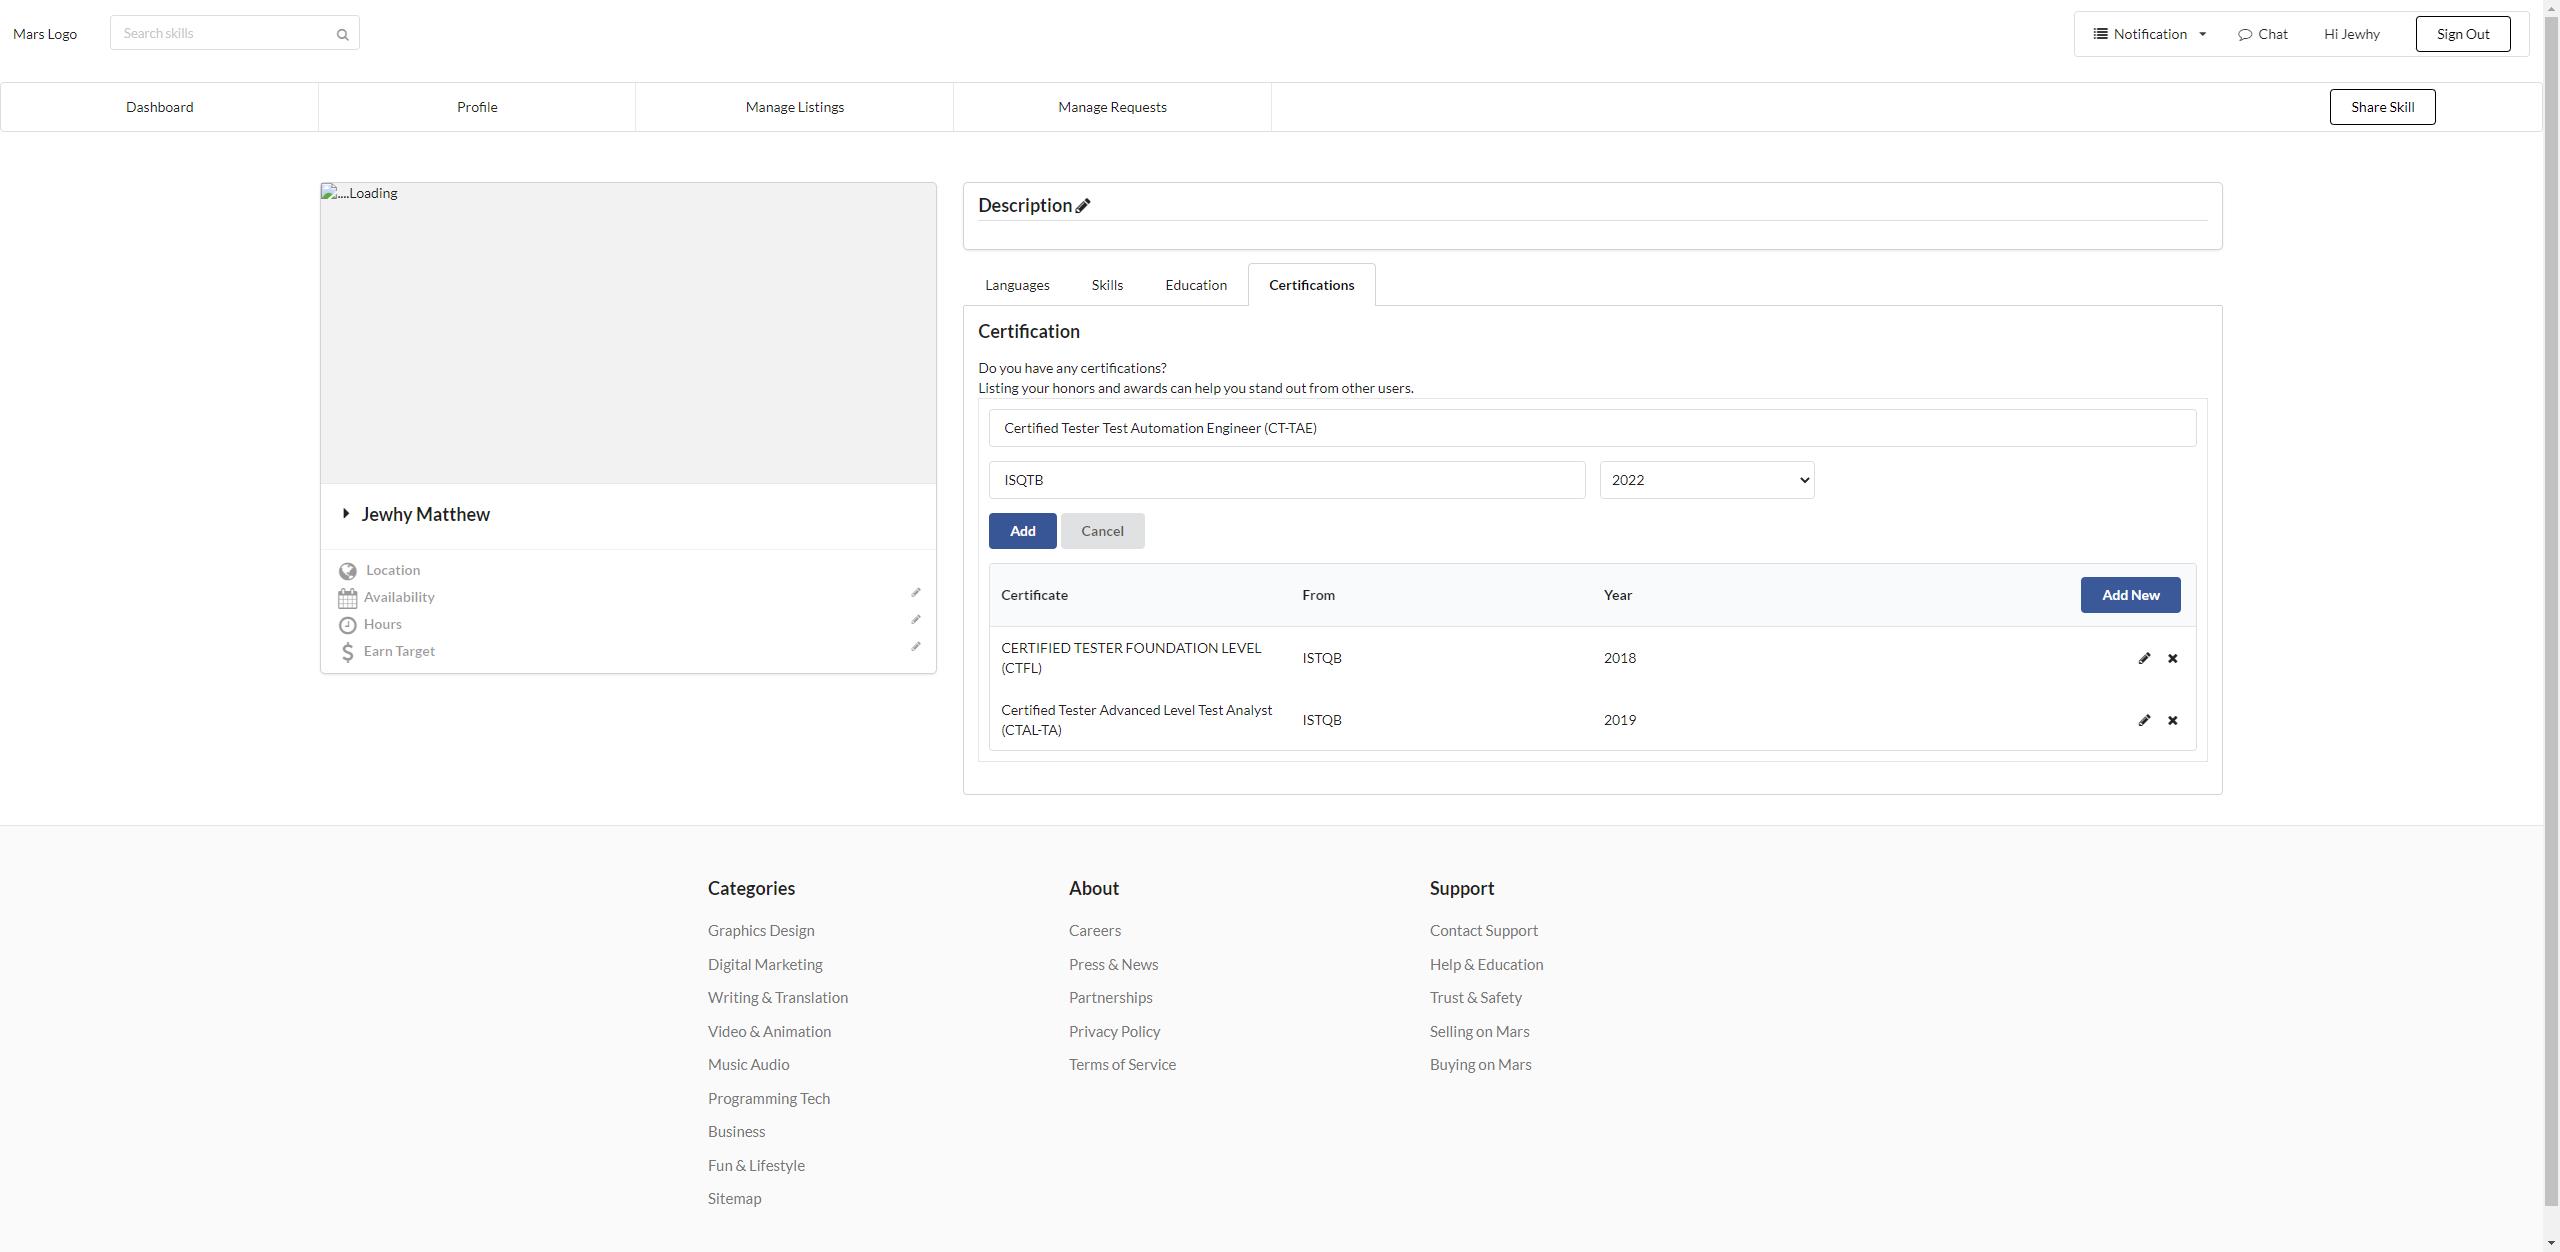 Mars Logo
Search skills
Notification
Chat
Hi Jewhy
Sign Out
Dashboard
Profile
Manage Listings
Manage Requests
Share Skill
....Loading
Jewhy Matthew
Location
Availability
Hours
Earn Target
Description
Languages
Skills
Education
Certifications
Certification
Do you have any certifications?
Listing your honors and awards can help you stand out from other users.
Certified Tester Test Automation Engineer (CT-TAE)
ISQTB
2022
Add
Cancel
Certificate
From
Year
Add New
CERTIFIED TESTER FOUNDATION LEVEL
(CTFL)
ISTQB
2018
Certified Tester Advanced Level Test Analyst
(CTAL-TA)
ISTQB
2019
Categories
Graphics Design
Digital Marketing
Writing & Translation
Video & Animation
Music Audio
Programming Tech
Business
Fun & Lifestyle
Sitemap
About
Careers
Press & News
Partnerships
Privacy Policy
Terms of Service
Support
Contact Support
Help & Education
Trust & Safety
Selling on Mars
Buying on Mars